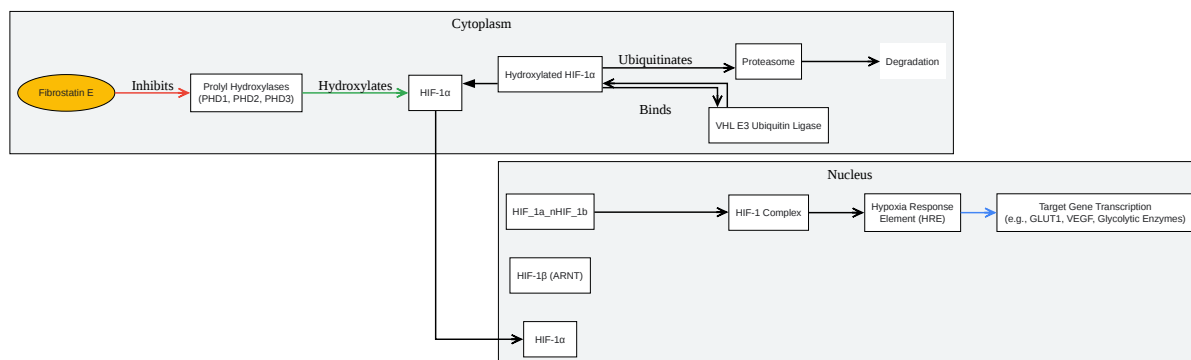 Cytoplasm
Fibrostatin E
Inhibits
Prolyl Hydroxylases
(PHD1, PHD2, PHD3)
Hydroxylates
HIF-1α
Hydroxylated HIF-1α
Ubiquitinates
Binds
Proteasome
VHL E3 Ubiquitin Ligase
Degradation
Nucleus
HIF_1a_nHIF_1b
HIF-1 Complex
Hypoxia Response
Element (HRE)
Target Gene Transcription
(e.g., GLUT1, VEGF, Glycolytic Enzymes)
HIF-1β (ARNT)
HIF-1α